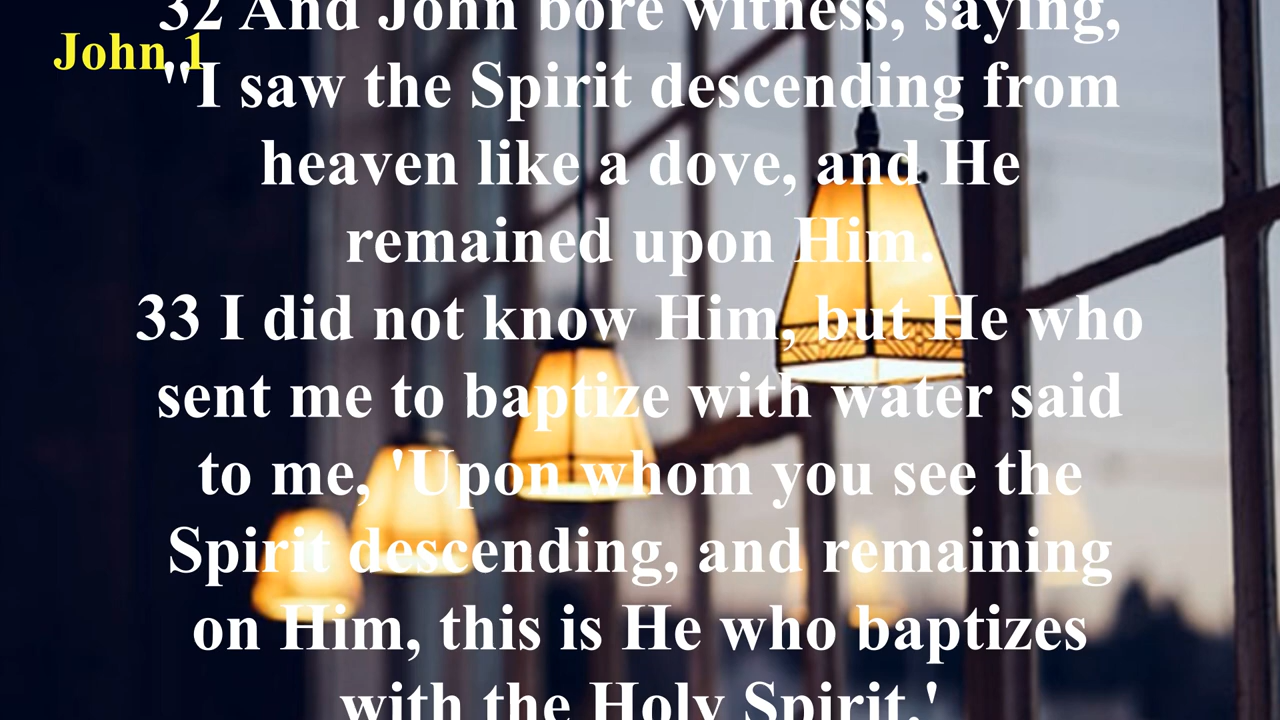 John 1
32 And John bore witness, saying,
"I saw the Spirit descending from
heaven like a dove, and He
remained upon Him.
33 I did not know Him, but He who
sent me to baptize with water said
to me, 'Upon whom you see the
Spirit descending, and remaining
on Him, this is He who baptizes
with the Holy Spirit.'